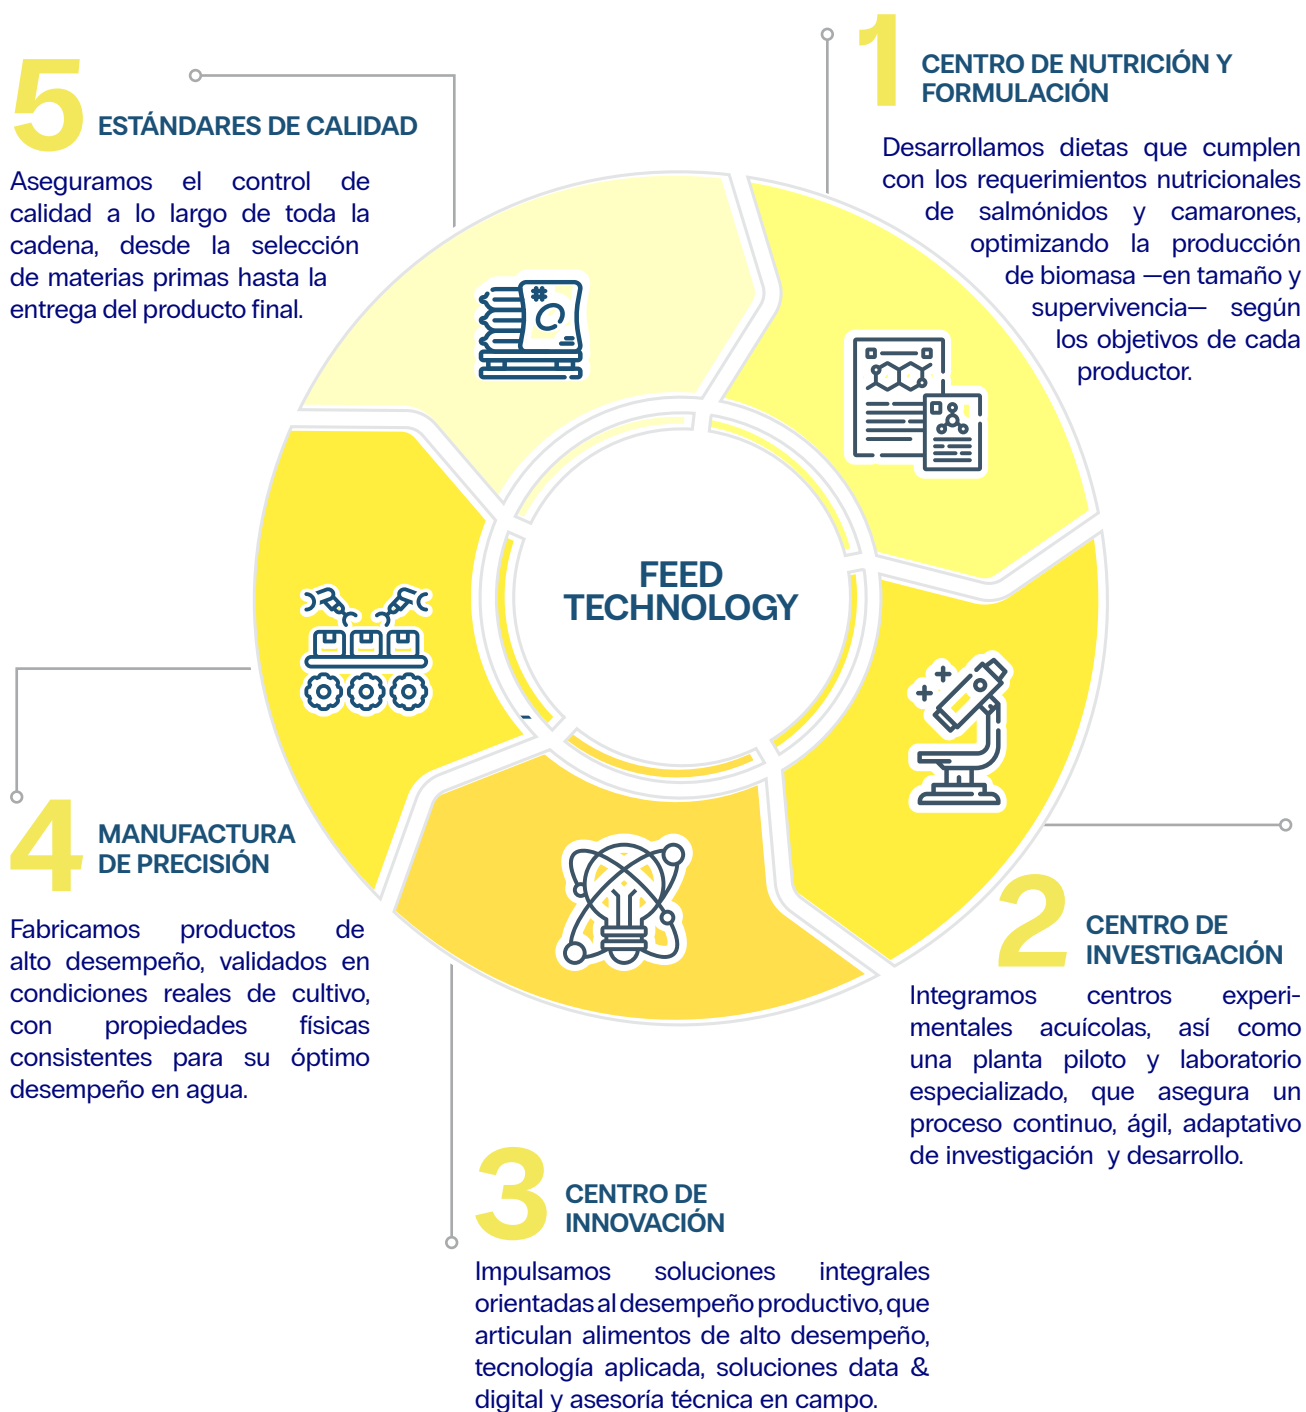 1
CENTRO DE NUTRICIÓN Y
FORMULACIÓN
Desarrollamos dietas que cumplen
con los requerimientos nutricionales
de salmónidos y camarones,
optimizando la producción
de biomasa —en tamaño y
supervivencia— según
los objetivos de cada
productor.
2
CENTRO DE
INVESTIGACIÓN
Integramos centros experi-
mentales acuícolas, así como
una planta piloto y laboratorio
especializado, que asegura un
proceso continuo, ágil, adaptativo
de investigación y desarrollo.
3
CENTRO DE
INNOVACIÓN
Impulsamos soluciones integrales
orientadas al desempeño productivo, que
articulan alimentos de alto desempeño,
tecnología aplicada, soluciones data &
digital y asesoría técnica en campo.
4
MANUFACTURA
DE PRECISIÓN
Fabricamos productos de
alto desempeño, validados en
condiciones reales de cultivo,
con propiedades físicas
consistentes para su óptimo
desempeño en agua.
5
ESTÁNDARES DE CALIDAD
Aseguramos el control de
calidad a lo largo de toda la
cadena, desde la selección
de materias primas hasta la
entrega del producto final.
FEED
TECHNOLOGY